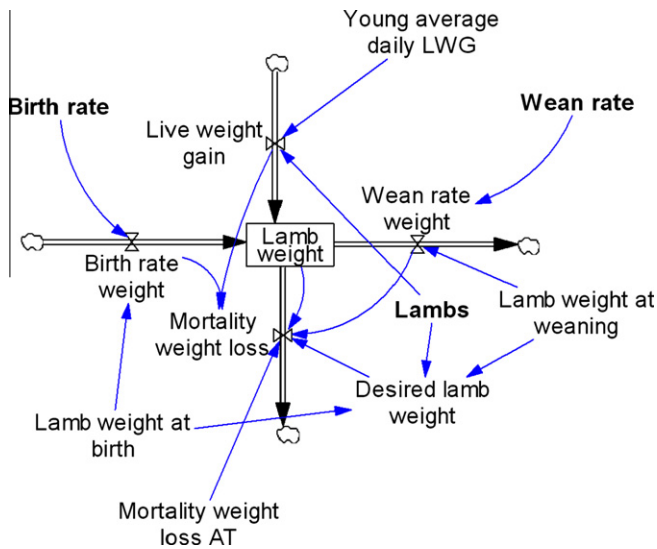 Young average
daily LWG
Birth rate
Wean rate
Live weight
gain
Wean rate
weight
Lamb
weight
Birth rate
weight
Lamb weight at
weaning
Mortality
weight loss
Lambs
Desired lamb
weight
Lamb weight at
birth
Mortality weight
loss AT